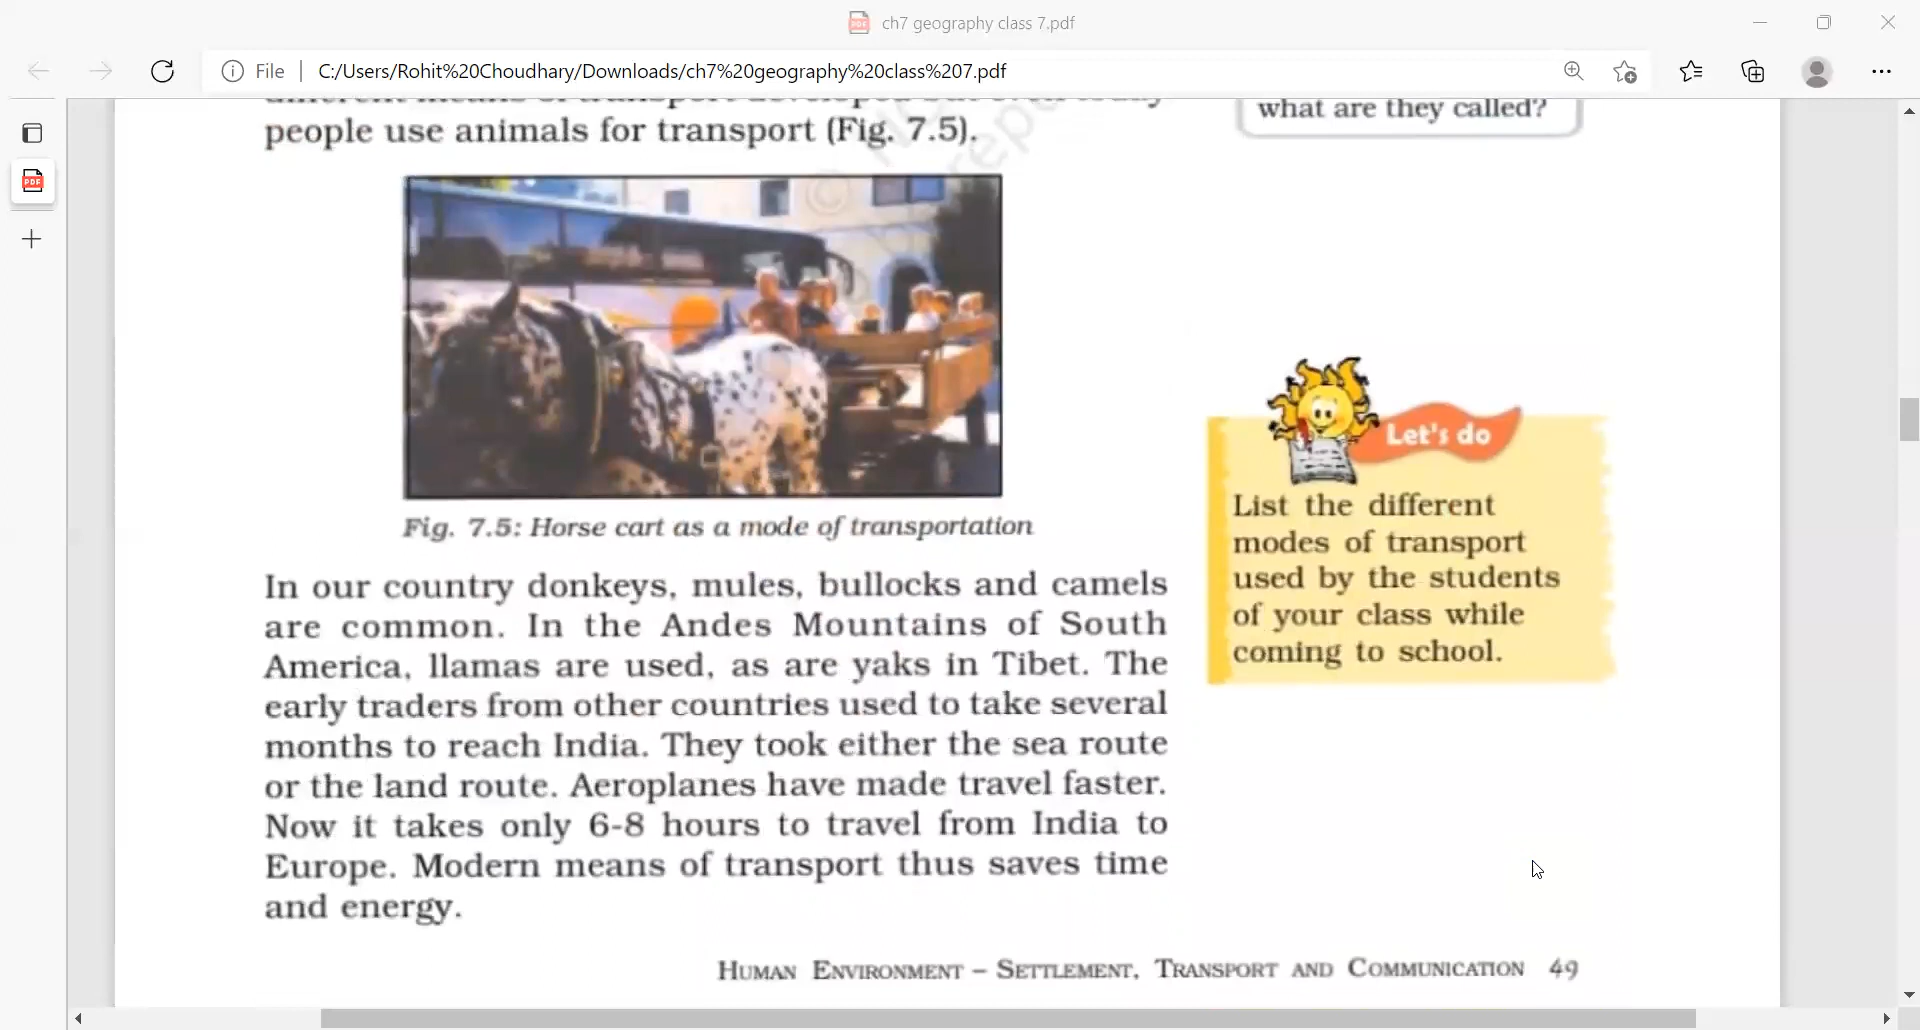 ch7 geography class 7.pdf
File
C:/Users/Rohit%20Choudhary/Downloads/ch7%20geography%20class%207.pdf
PDF
people use animals for transport (Fig. 7.5).
what are they called?
Fig. 7.5: Horse cart as a mode of transportation
In our country donkeys, mules, bullocks and camels
are common. In the Andes Mountains of South
America, llamas are used, as are yaks in Tibet. The
early traders from other countries used to take several
months to reach India. They took either the sea route
or the land route. Aeroplanes have made travel faster.
Now it takes only 6-8 hours to travel from India to
Europe. Modern means of transport thus saves time
and energy.
Let's do
List the different
modes of transport
used by the students
of your class while
coming to school.
HUMAN ENVIRONMENT – SETTLEMENT, TRANSPORT AND COMMUNICATION 49